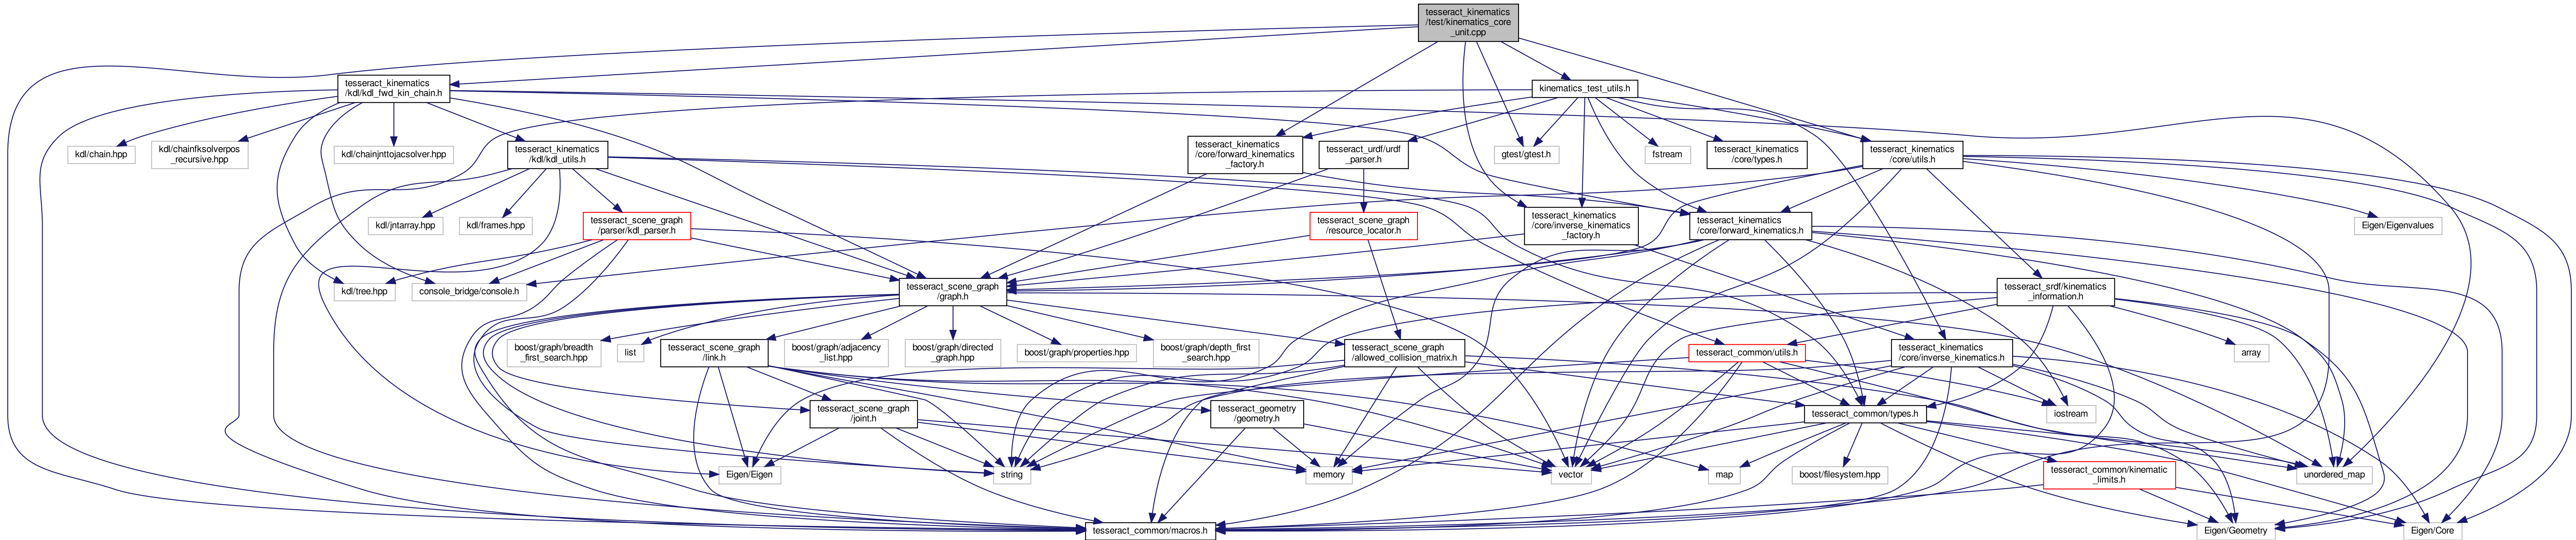 tesseract_kinematics
/test/kinematics_core
_unit.cpp
tesseract_kinematics
/kdl/kdl_fwd_kin_chain.h
kinematics_test_utils.h
kdl/chain.hpp
kdl/chainfksolverpos
_recursive.hpp
kdl/chainjnttojacsolver.hpp
tesseract_kinematics
/kdl/kdl_utils.h
tesseract_kinematics
/core/forward_kinematics
_factory.h
tesseract_urdf/urdf
_parser.h
gtest/gtest.h
fstream
tesseract_kinematics
/core/types.h
tesseract_kinematics
/core/utils.h
kdl/jntarray.hpp
kdl/frames.hpp
tesseract_scene_graph
/parser/kdl_parser.h
tesseract_scene_graph
/resource_locator.h
tesseract_kinematics
/core/inverse_kinematics
_factory.h
tesseract_kinematics
/core/forward_kinematics.h
Eigen/Eigenvalues
kdl/tree.hpp
console_bridge/console.h
tesseract_scene_graph
/graph.h
tesseract_srdf/kinematics
_information.h
boost/graph/breadth
_first_search.hpp
list
tesseract_scene_graph
/link.h
boost/graph/adjacency
_list.hpp
boost/graph/directed
_graph.hpp
boost/graph/properties.hpp
boost/graph/depth_first
_search.hpp
tesseract_scene_graph
/allowed_collision_matrix.h
tesseract_common/utils.h
tesseract_kinematics
/core/inverse_kinematics.h
array
tesseract_scene_graph
/joint.h
tesseract_geometry
/geometry.h
tesseract_common/types.h
iostream
Eigen/Eigen
string
memory
vector
map
boost/filesystem.hpp
tesseract_common/kinematic
_limits.h
unordered_map
tesseract_common/macros.h
Eigen/Geometry
Eigen/Core